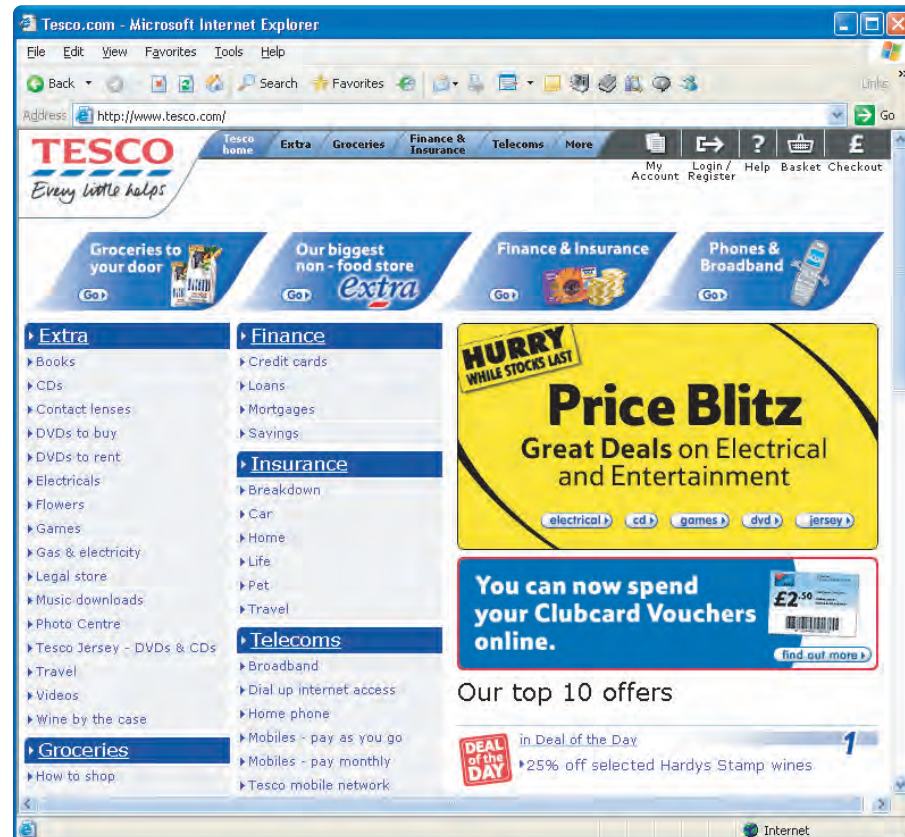 Tesco.com - Microsoft Internet Explorer
File Edit View Favorites Tools Help
Back Search Favorites Links »
Address http://www.tesco.com/ Go
TESCO
Every little helps
Tesco home Extra Groceries Finance & Insurance Telecoms More
My Account Login / Register Help Basket Checkout
Groceries to
your door
Go
Our biggest
non - food store
extra
Go
Finance & Insurance
Go
Phones &
Broadband
Go
Extra
Books
CDs
Contact lenses
DVDs to buy
DVDs to rent
Electricals
Flowers
Games
Gas & electricity
Legal store
Music downloads
Photo Centre
Tesco Jersey - DVDs & CDs
Travel
Videos
Wine by the case
Groceries
How to shop
Finance
Credit cards
Loans
Mortgages
Savings
Insurance
Breakdown
Car
Home
Life
Pet
Travel
Telecoms
Broadband
Dial up internet access
Home phone
Mobiles - pay as you go
Mobiles - pay monthly
Tesco mobile network
HURRY
WHILE STOCKS LAST
Price Blitz
Great Deals on Electrical
and Entertainment
electrical cd games dvd jersey
You can now spend
your Clubcard Vouchers
online.
£2.50
find out more
Our top 10 offers
DEAL
of the
DAY
in Deal of the Day 1
25% off selected Hardys Stamp wines
Internet